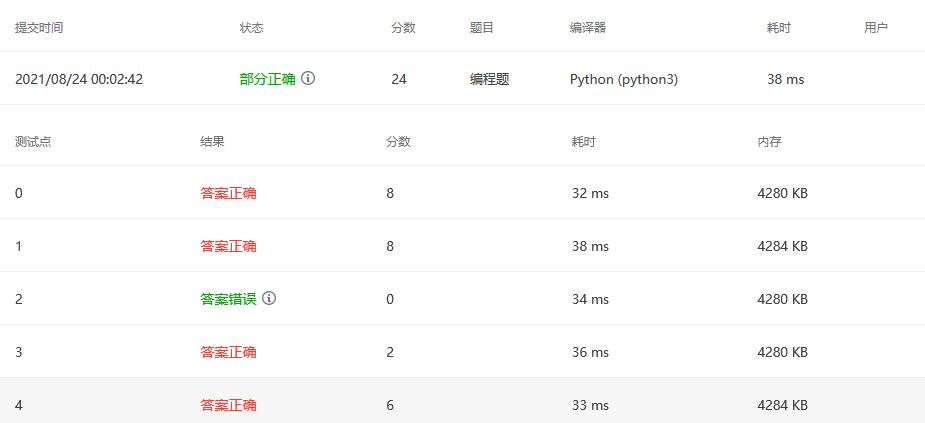 提交时间 状态 分数 题目 编译器 耗时 用户
2021/08/24 00:02:42 部分正确 24 编程题 Python (python3) 38 ms
测试点 结果 分数 耗时 内存
0 答案正确 8 32 ms 4280 KB
1 答案正确 8 38 ms 4284 KB
2 答案错误 0 34 ms 4280 KB
3 答案正确 2 36 ms 4280 KB
4 答案正确 6 33 ms 4284 KB